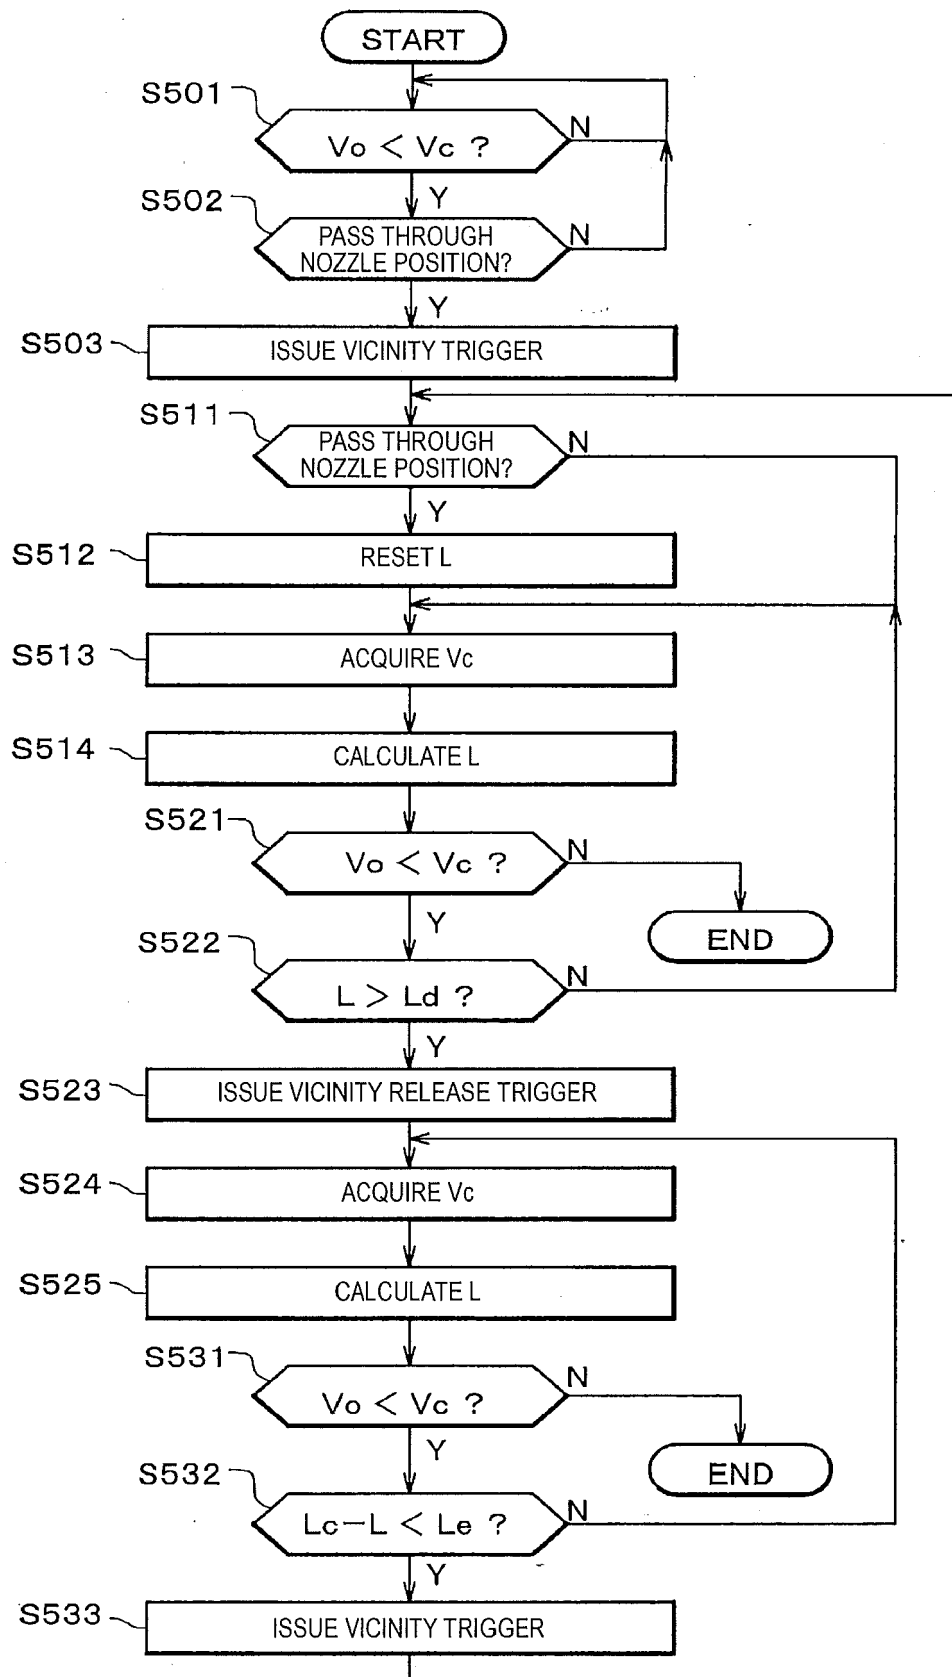 START
S501
Vo < Vc ?
N
Y
S502
PASS THROUGH
NOZZLE POSITION?
N
Y
S503
ISSUE VICINITY TRIGGER
S511
PASS THROUGH
NOZZLE POSITION?
N
Y
S512
RESET L
S513
ACQUIRE Vc
S514
CALCULATE L
S521
Vo < Vc ?
N
Y
END
S522
L > Ld ?
N
Y
S523
ISSUE VICINITY RELEASE TRIGGER
S524
ACQUIRE Vc
S525
CALCULATE L
S531
Vo < Vc ?
N
Y
END
S532
Lc-L < Le ?
N
Y
S533
ISSUE VICINITY TRIGGER